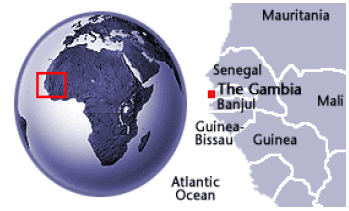 Mauritania
Senegal
The Gambia
Banjul
Mali
Guinea-
Bissau
Guinea
Atlantic
Ocean